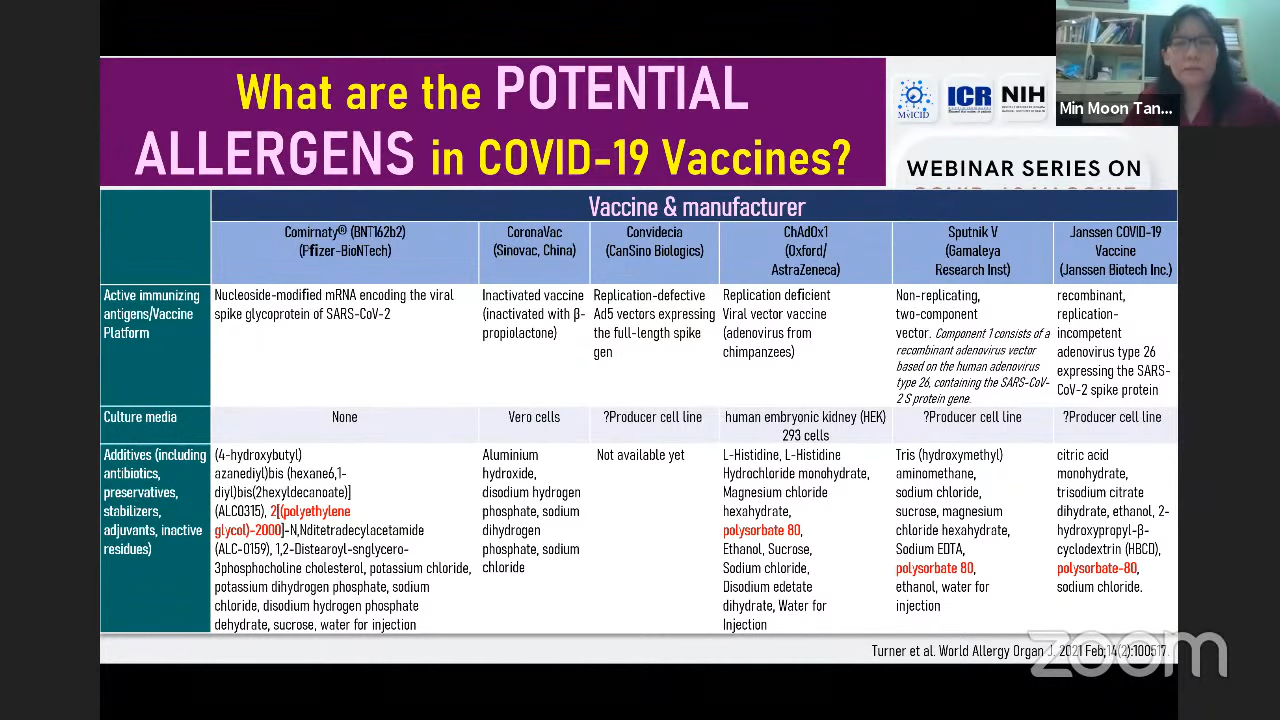 What are the POTENTIAL
ALLERGENS in COVID-19 Vaccines?
MyICID
ICR
NIH
Min Moon Tan...
WEBINAR SERIES ON
Vaccine & manufacturer
Comirnaty® (BNT162b2)
(Pfizer-BioNTech)
CoronaVac
(Sinovac, China)
Convidecia
(CanSino Biologics)
ChAdOx1
(Oxford/
AstraZeneca)
Sputnik V
(Gamaleya
Research Inst)
Janssen COVID-19
Vaccine
(Janssen Biotech Inc.)
Active immunizing
antigens/Vaccine
Platform
Nucleoside-modified mRNA encoding the viral
spike glycoprotein of SARS-CoV-2
Inactivated vaccine
(inactivated with β-
propiolactone)
Replication-defective
Ad5 vectors expressing
the full-length spike
gen
Replication deficient
Viral vector vaccine
(adenovirus from
chimpanzees)
Non-replicating,
two-component
vector. Component 1 consists of a
recombinant adenovirus vector
based on the human adenovirus
type 26, containing the SARS-CoV-
2 S protein gene.
recombinant,
replication-
incompetent
adenovirus type 26
expressing the SARS-
CoV-2 spike protein
Culture media
None
Vero cells
?Producer cell line
human embryonic kidney (HEK)
293 cells
?Producer cell line
?Producer cell line
Additives (including
antibiotics,
preservatives,
stabilizers,
adjuvants, inactive
residues)
(4-hydroxybutyl)
azanediyl)bis (hexane6,1-
diyl)bis(2hexyldecanoate)]
(ALC0315), 2[(polyethylene
glycol)-2000]-N,Nditetradecylacetamide
(ALC-0159), 1,2-Distearoyl-snglycero-
3phosphocholine cholesterol, potassium chloride,
potassium dihydrogen phosphate, sodium
chloride, disodium hydrogen phosphate
dehydrate, sucrose, water for injection
Aluminium
hydroxide,
disodium hydrogen
phosphate, sodium
dihydrogen
phosphate, sodium
chloride
Not available yet
L-Histidine, L-Histidine
Hydrochloride monohydrate,
Magnesium chloride
hexahydrate,
polysorbate 80,
Ethanol, Sucrose,
Sodium chloride,
Disodium edetate
dihydrate, Water for
Injection
Tris (hydroxymethyl)
aminomethane,
sodium chloride,
sucrose, magnesium
chloride hexahydrate,
Sodium EDTA,
polysorbate 80,
ethanol, water for
injection
citric acid
monohydrate,
trisodium citrate
dihydrate, ethanol, 2-
hydroxypropyl-β-
cyclodextrin (HBCD),
polysorbate-80,
sodium chloride.
Turner et al. World Allergy Organ J. 2021 Feb;14(2):100517.
zoom